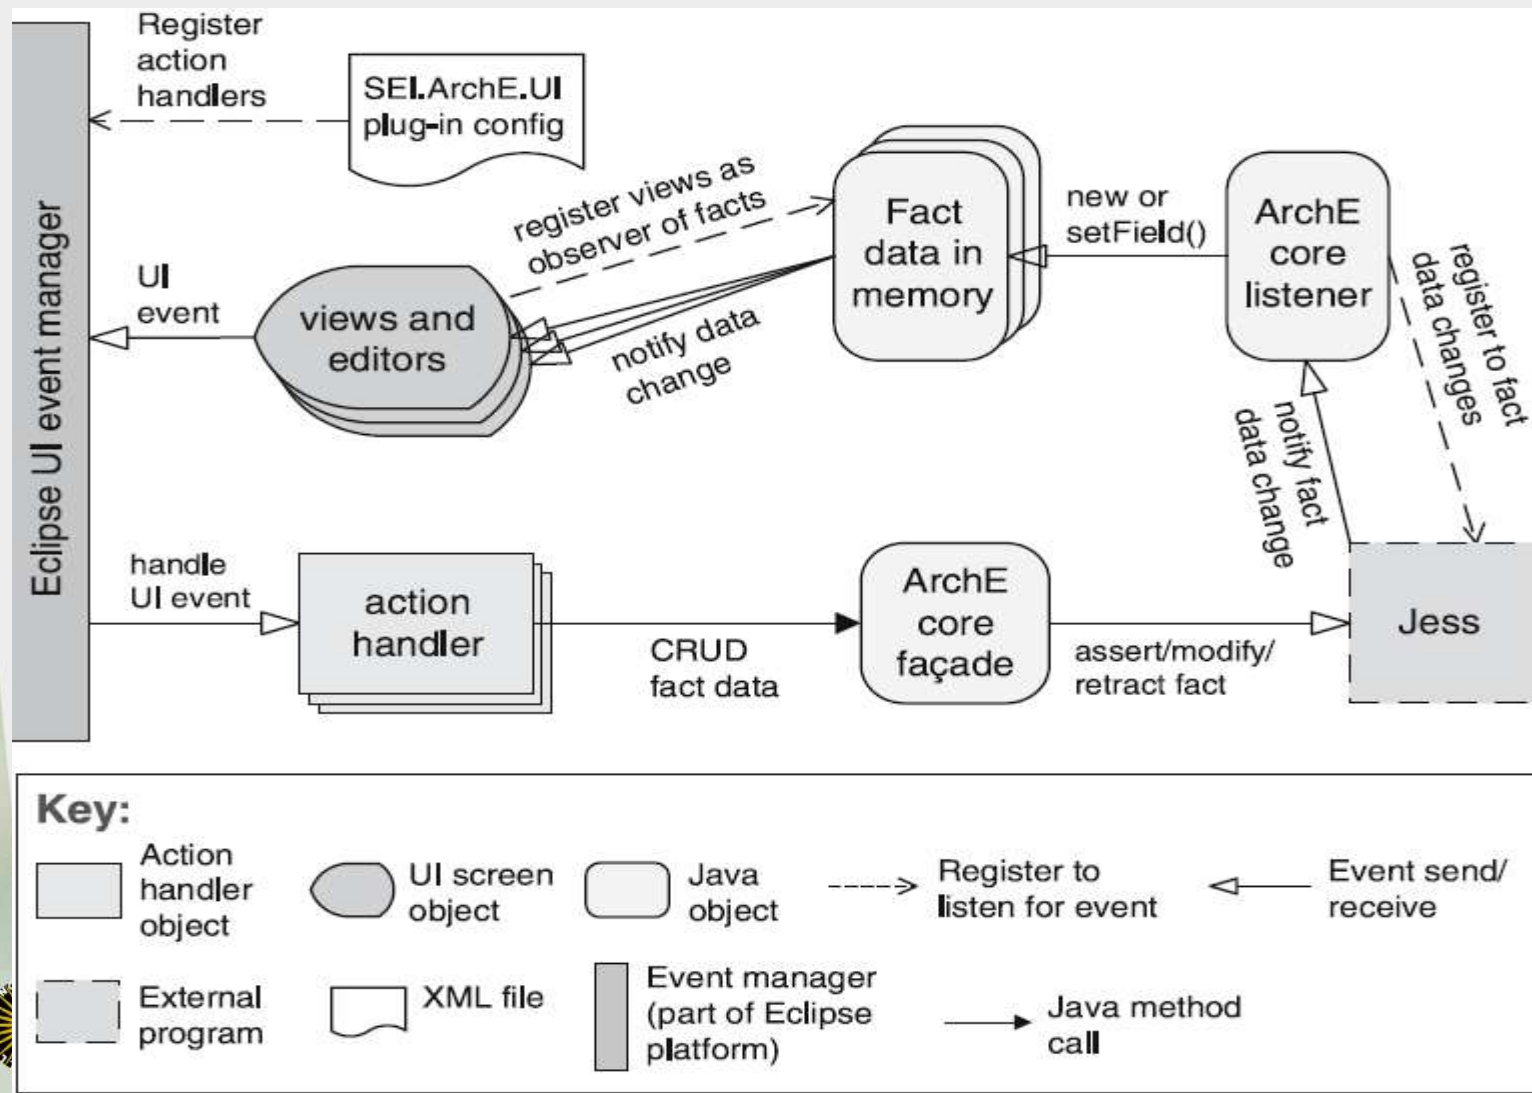 Register
action
handlers
SEI.ArchE.UI
plug-in config
register views as
observer of facts
Fact
data in
memory
new or
setField()
ArchE
core
listener
register to fact
data changes
Eclipse UI event manager
UI
event
views and
editors
notify data
change
notify fact
data change
handle
UI event
action
handler
CRUD
fact data
ArchE
core
façade
assert/modify/
retract fact
Jess
Key:
Action
handler
object
UI screen
object
Java
object
Register to
listen for event
Event send/
receive
External
program
XML file
Event manager
(part of Eclipse
platform)
Java method
call